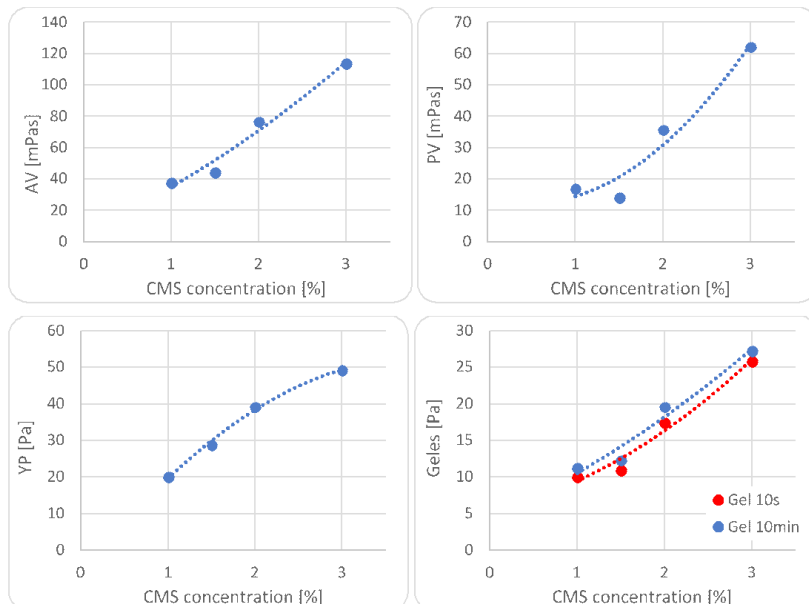 140
120
100
80
60
40
20
0
AV [mPas]
0 1 2 3
CMS concentration [%]
70
60
50
40
30
20
10
0
PV [mPas]
0 1 2 3
CMS concentration [%]
60
50
40
30
20
10
0
YP [Pa]
0 1 2 3
CMS concentration [%]
30
25
20
15
10
5
0
Geles [Pa]
Gel 10s
Gel 10min
0 1 2 3
CMS concentration [%]